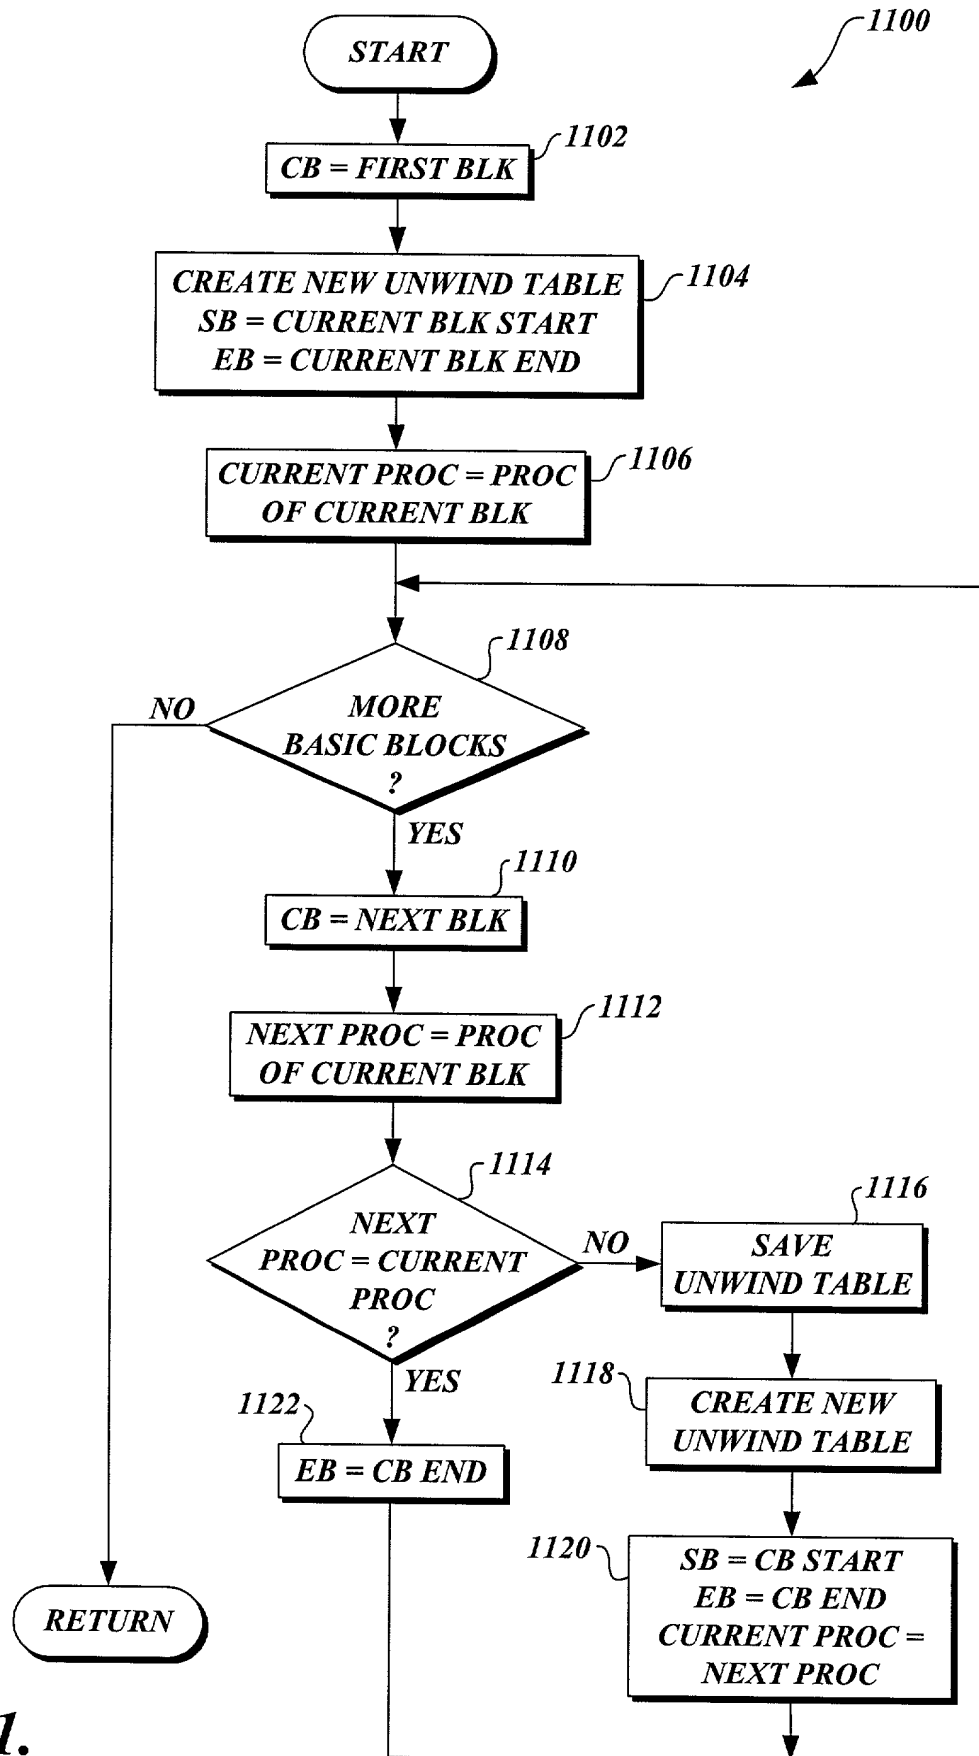 1100
START
1102
CB = FIRST BLK
1104
CREATE NEW UNWIND TABLE
SB = CURRENT BLK START
EB = CURRENT BLK END
1106
CURRENT PROC = PROC
OF CURRENT BLK
1108
NO
MORE
BASIC BLOCKS
?
YES
1110
CB = NEXT BLK
1112
NEXT PROC = PROC
OF CURRENT BLK
1114
NEXT
PROC = CURRENT
PROC
?
NO
1116
SAVE
UNWIND TABLE
YES
1118
CREATE NEW
UNWIND TABLE
1122
EB = CB END
1120
SB = CB START
EB = CB END
CURRENT PROC =
NEXT PROC
RETURN